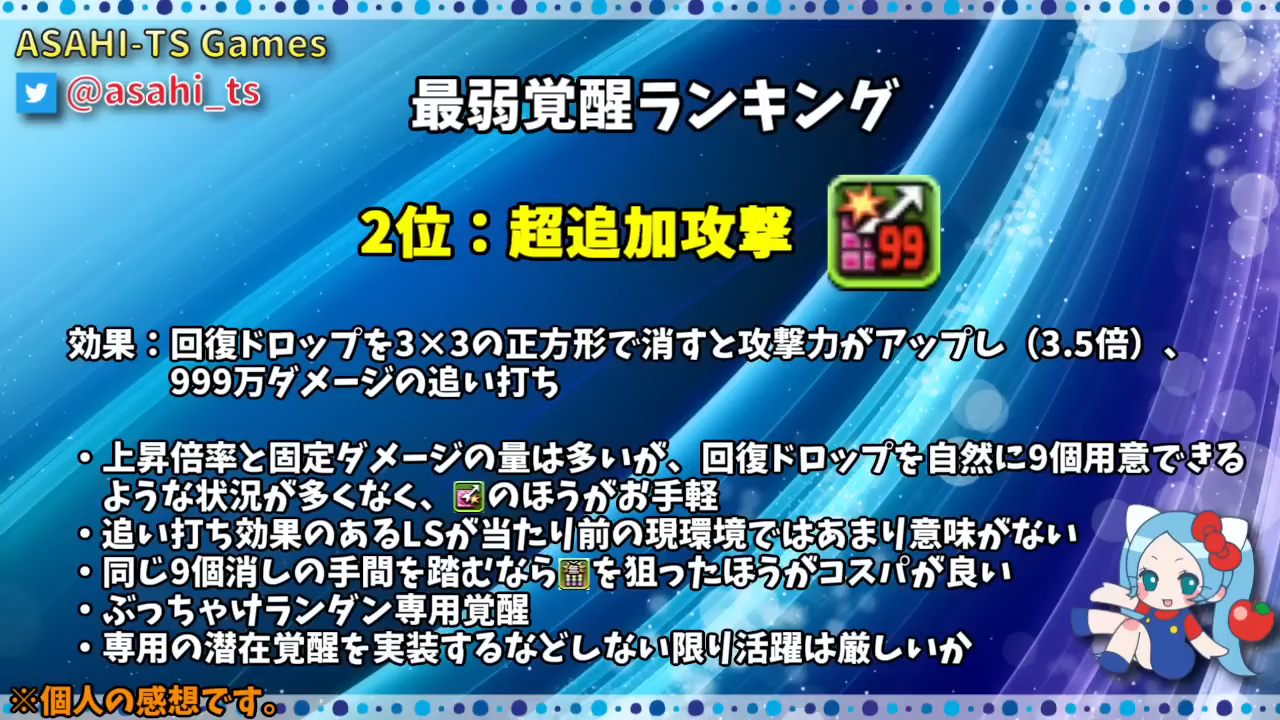 ASAHI-TS Games
@asahi_ts
最弱覚醒ランキング
2位：超追加攻撃
99
効果：回復ドロップを3×3の正方形で消すと攻撃力がアップし（3.5倍）、
999万ダメージの追い打ち
・上昇倍率と固定ダメージの量は多いが、回復ドロップを自然に9個用意できる
ような状況が多くなく、のほうがお手軽
・追い打ち効果のあるLSが当たり前の現環境ではあまり意味がない
・同じ9個消しの手間を踏むなら無を狙ったほうがコスパが良い
・ぶっちゃけランダン専用覚醒
・専用の潜在覚醒を実装するなどしない限り活躍は厳しいか
※個人の感想です。